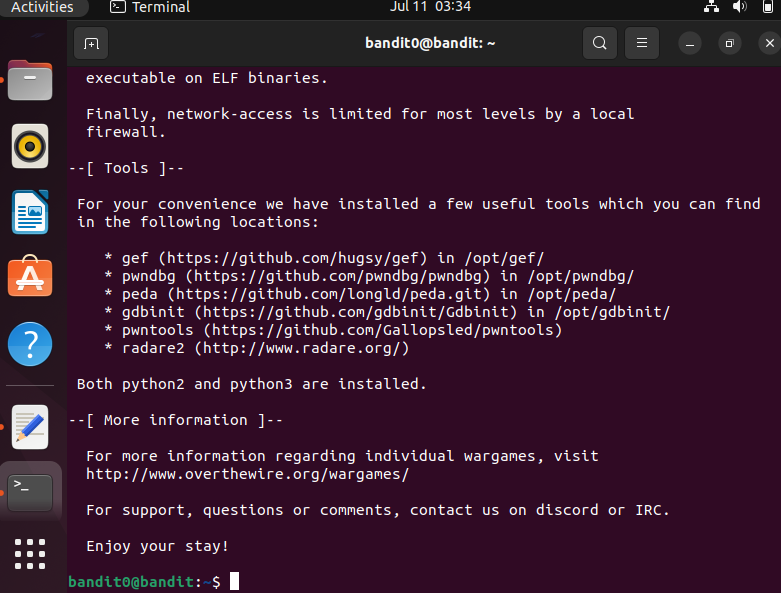 Activities
Terminal
Jul 11 03:34
bandit0@bandit: ~
executable on ELF binaries.
Finally, network-access is limited for most levels by a local
firewall.
--[ Tools ]--
For your convenience we have installed a few useful tools which you can find
in the following locations:
* gef (https://github.com/hugsy/gef) in /opt/gef/
* pwndbg (https://github.com/pwndbg/pwndbg) in /opt/pwndbg/
* peda (https://github.com/longld/peda.git) in /opt/peda/
* gdbinit (https://github.com/gdbinit/Gdbinit) in /opt/gdbinit/
* pwntools (https://github.com/Gallopsled/pwntools)
* radare2 (http://www.radare.org/)
Both python2 and python3 are installed.
--[ More information ]--
For more information regarding individual wargames, visit
http://www.overthewire.org/wargames/
For support, questions or comments, contact us on discord or IRC.
Enjoy your stay!
bandit0@bandit:~$